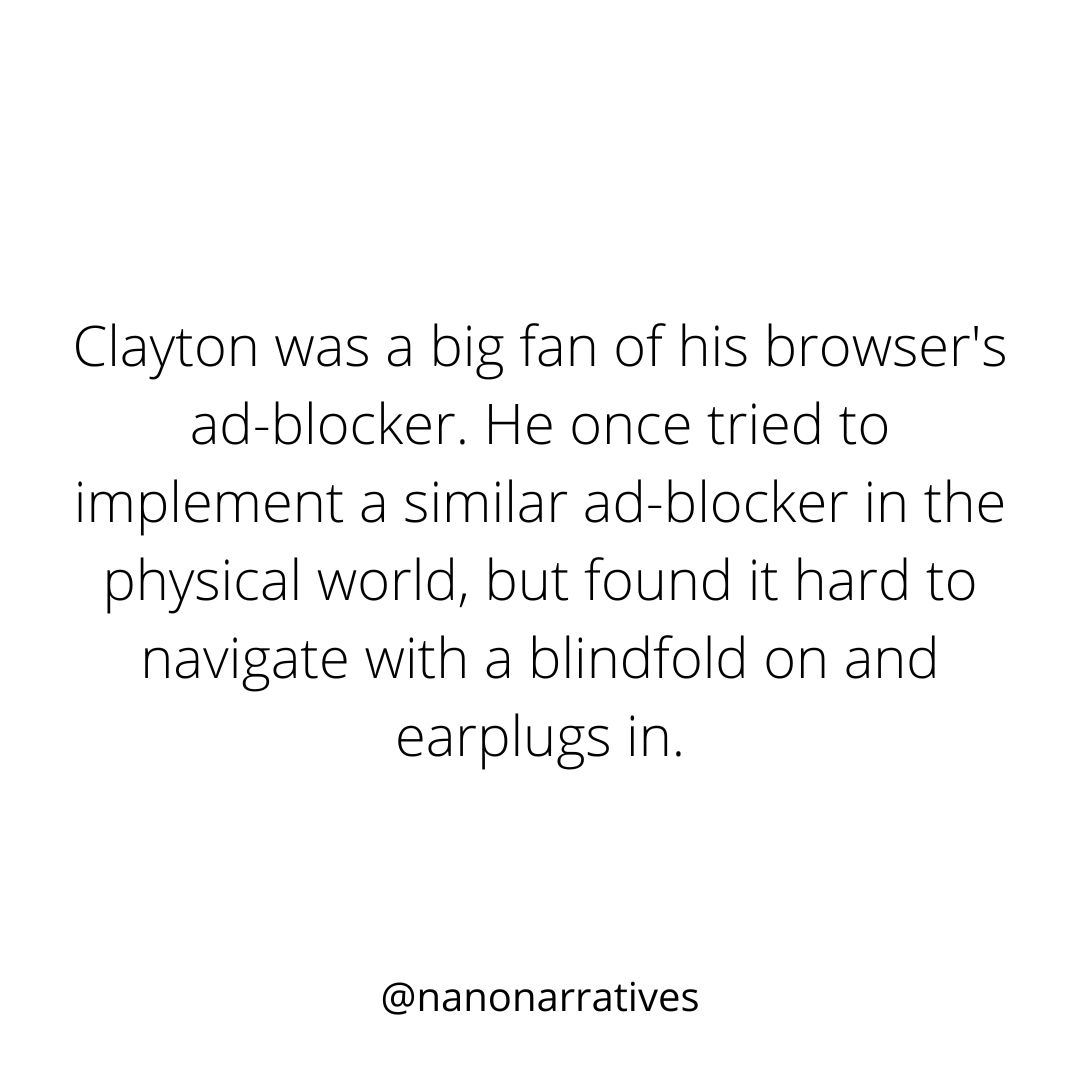 Clayton was a big fan of his browser's
ad-blocker. He once tried to
implement a similar ad-blocker in the
physical world, but found it hard to
navigate with a blindfold on and
earplugs in.
@nanonarratives